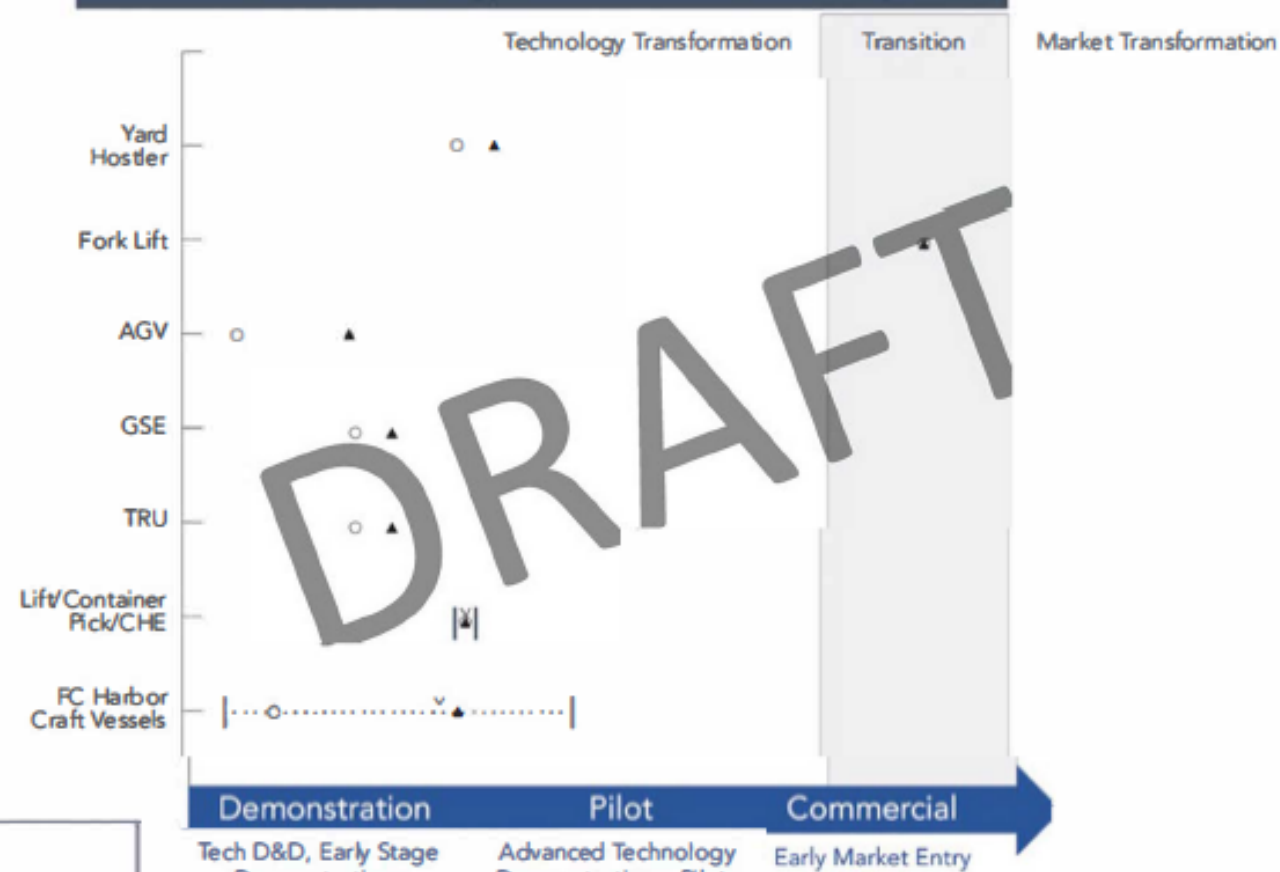 Technology Transformation
Transition
Market Transformation
Yard
Hostler
Fork Lift
AGV
GSE
TRU
Lift/Container
Pick/CHE
FC Harbor
Craft Vessels
DRAFT
Demonstration
Pilot
Commercial
Tech D&D, Early Stage
Advanced Technology
Early Market Entry